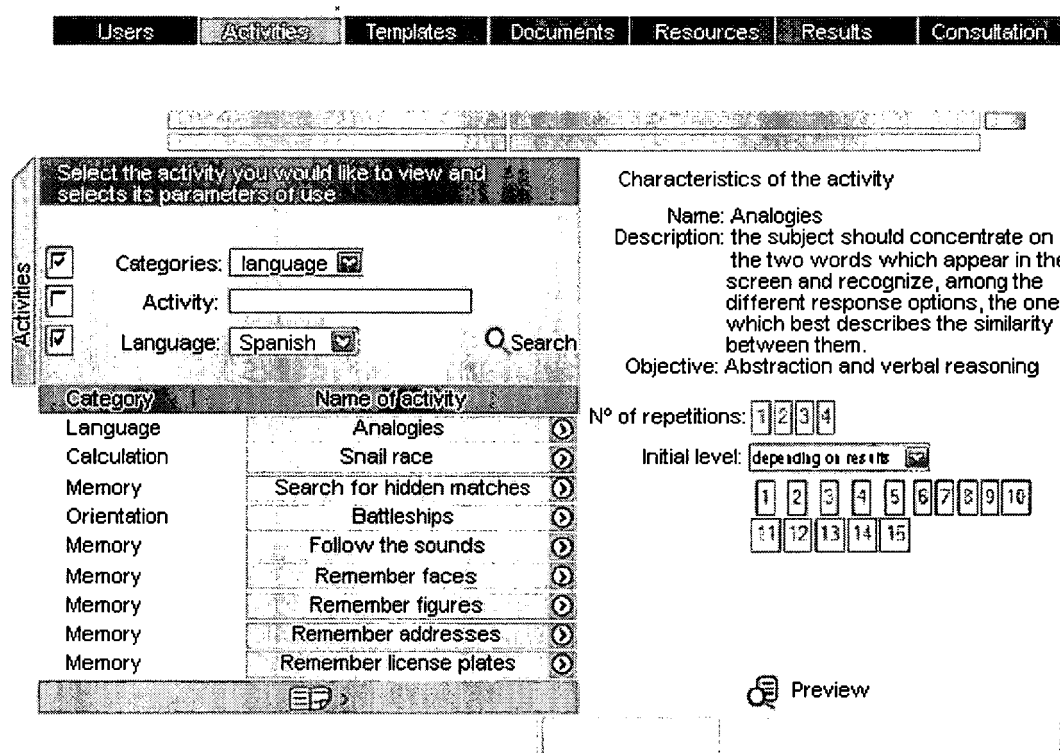 Users Activities Templates Documents Resources Results Consultation
Select the activity you would like to view and
selects its parameters of use
Activities
Categories: language
Activity:
Language: Spanish
Search
Category Name of activity
Language Analogies
Calculation Snail race
Memory Search for hidden matches
Orientation Battleships
Memory Follow the sounds
Memory Remember faces
Memory Remember figures
Memory Remember addresses
Memory Remember license plates
Characteristics of the activity
Name: Analogies
Description: the subject should concentrate on
the two words which appear in the
screen and recognize, among the
different response options, the one
which best describes the similarity
between them.
Objective: Abstraction and verbal reasoning
Nº of repetitions: 1 2 3 4
Initial level: depending on results
1 2 3 4 5 6 7 8 9 10
11 12 13 14 15
Preview